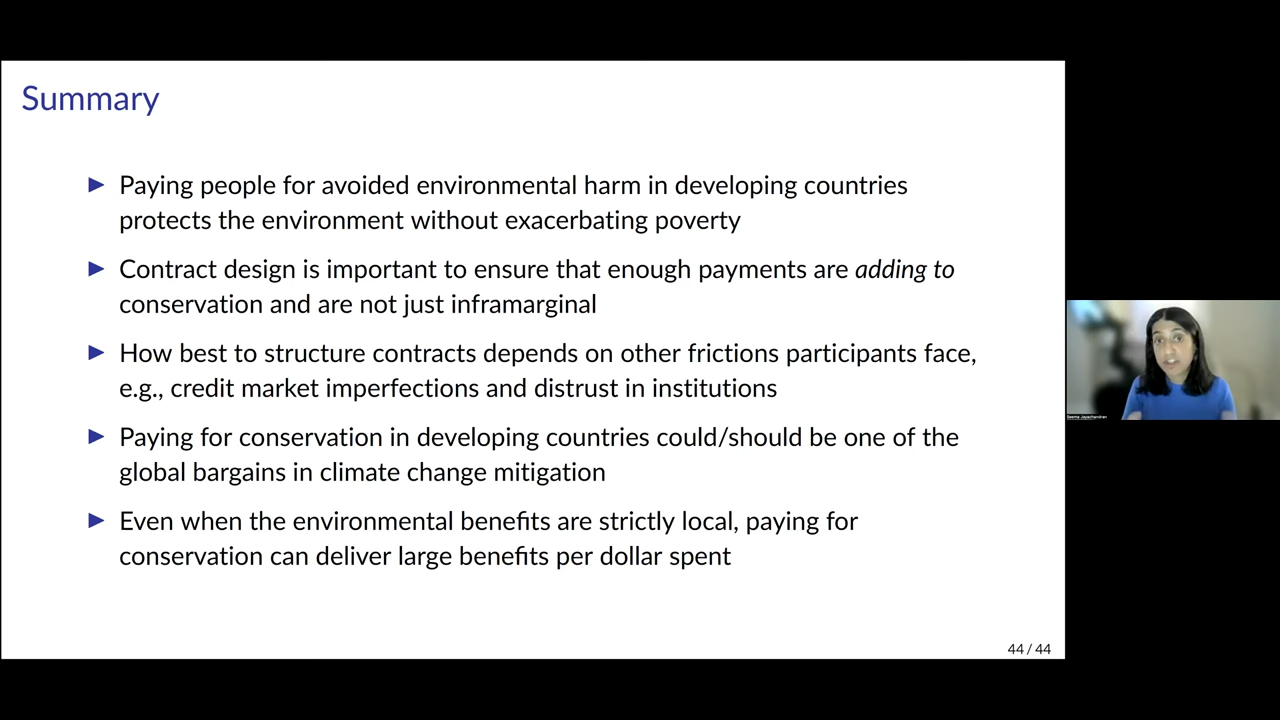 Summary
▶ Paying people for avoided environmental harm in developing countries
protects the environment without exacerbating poverty
▶ Contract design is important to ensure that enough payments are adding to
conservation and are not just inframarginal
▶ How best to structure contracts depends on other frictions participants face,
e.g., credit market imperfections and distrust in institutions
▶ Paying for conservation in developing countries could/should be one of the
global bargains in climate change mitigation
▶ Even when the environmental benefits are strictly local, paying for
conservation can deliver large benefits per dollar spent
44 / 44
Seema Jayachandran